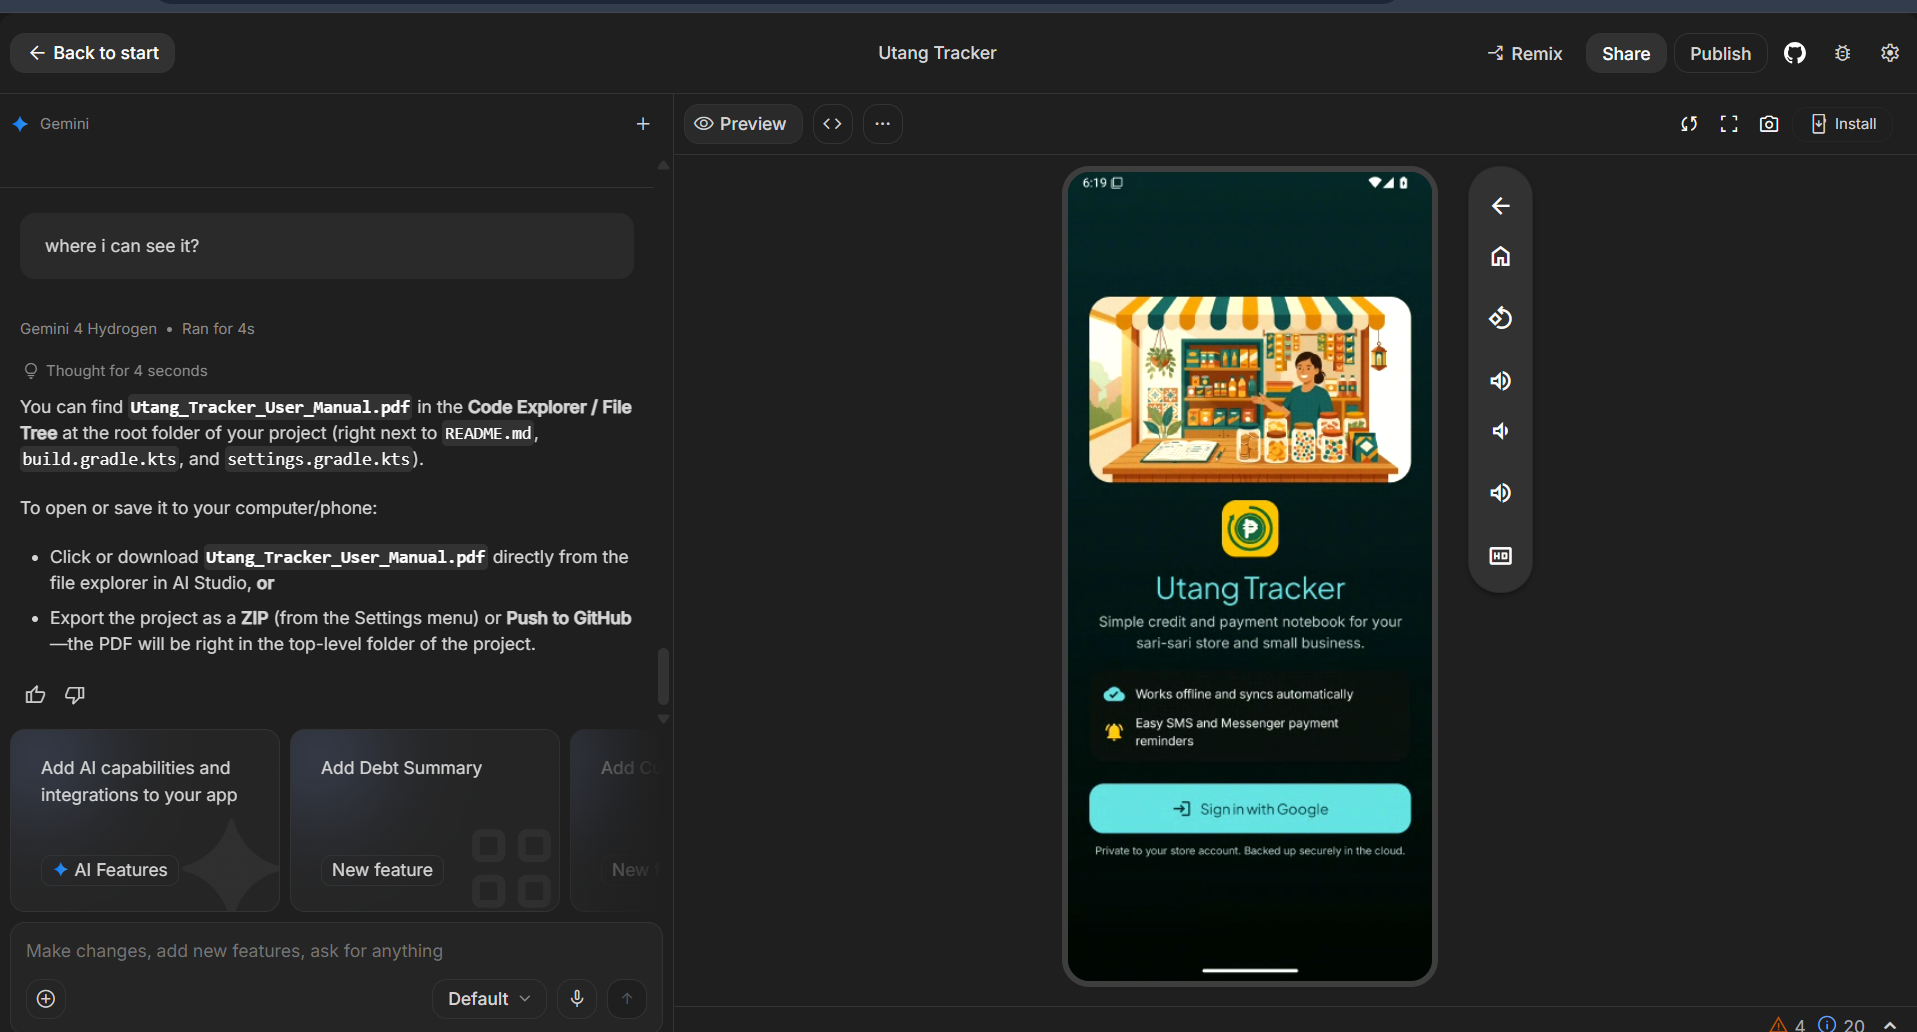 Back to start
Utang Tracker
Remix
Share
Publish
Gemini
Preview
Install
where i can see it?
Gemini 4 Hydrogen • Ran for 4s
Thought for 4 seconds
You can find Utang_Tracker_User_Manual.pdf in the Code Explorer / File
Tree at the root folder of your project (right next to README.md,
build.gradle.kts, and settings.gradle.kts).
To open or save it to your computer/phone:
• Click or download Utang_Tracker_User_Manual.pdf directly from the
file explorer in AI Studio, or
• Export the project as a ZIP (from the Settings menu) or Push to GitHub
—the PDF will be right in the top-level folder of the project.
Add AI capabilities and
integrations to your app
AI Features
Add Debt Summary
New feature
Add
New
Make changes, add new features, ask for anything
Default
6:19
Utang Tracker
Simple credit and payment notebook for your
sari-sari store and small business.
Works offline and syncs automatically
Easy SMS and Messenger payment
reminders
Sign in with Google
Private to your store account. Backed up securely in the cloud.
HD
4
20